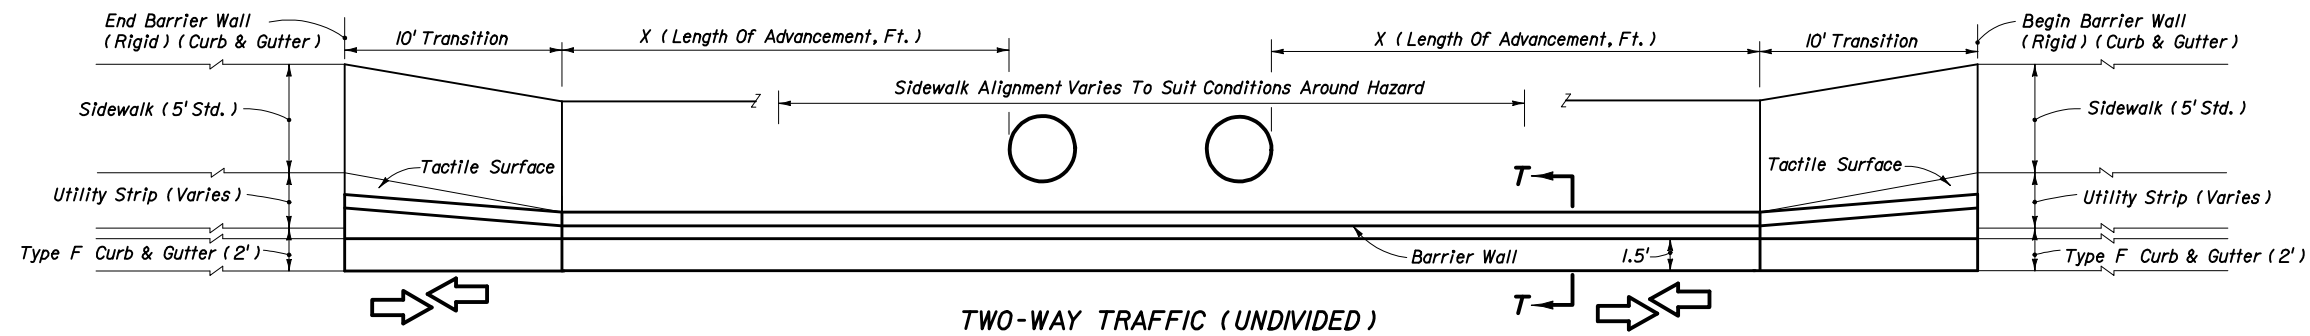 End Barrier Wall
(Rigid) (Curb & Gutter)
10' Transition
X (Length Of Advancement, Ft.)
X (Length Of Advancement, Ft.)
10' Transition
Begin Barrier Wall
(Rigid) (Curb & Gutter)
Sidewalk Alignment Varies To Suit Conditions Around Hazard
Sidewalk (5' Std.)
Sidewalk (5' Std.)
Tactile Surface
T
Tactile Surface
Utility Strip (Varies)
Utility Strip (Varies)
Type F Curb & Gutter (2')
Barrier Wall
1.5'
Type F Curb & Gutter (2')
T
TWO-WAY TRAFFIC (UNDIVIDED)